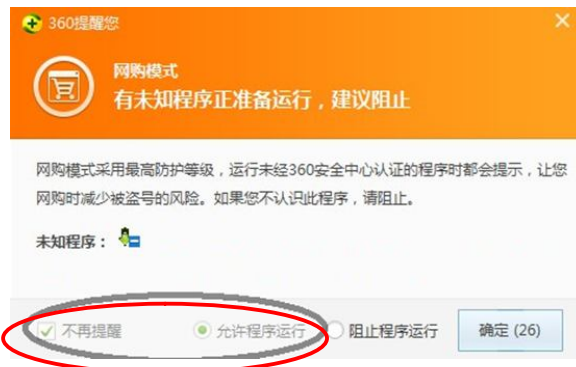 360提醒您
网购模式
有未知程序正准备运行，建议阻止
网购模式采用最高防护等级，运行未经360安全中心认证的程序时都会提示，让您
网购时减少被盗号的风险。如果您不认识此程序，请阻止。
未知程序：
不再提醒 允许程序运行 阻止程序运行 确定 (26)